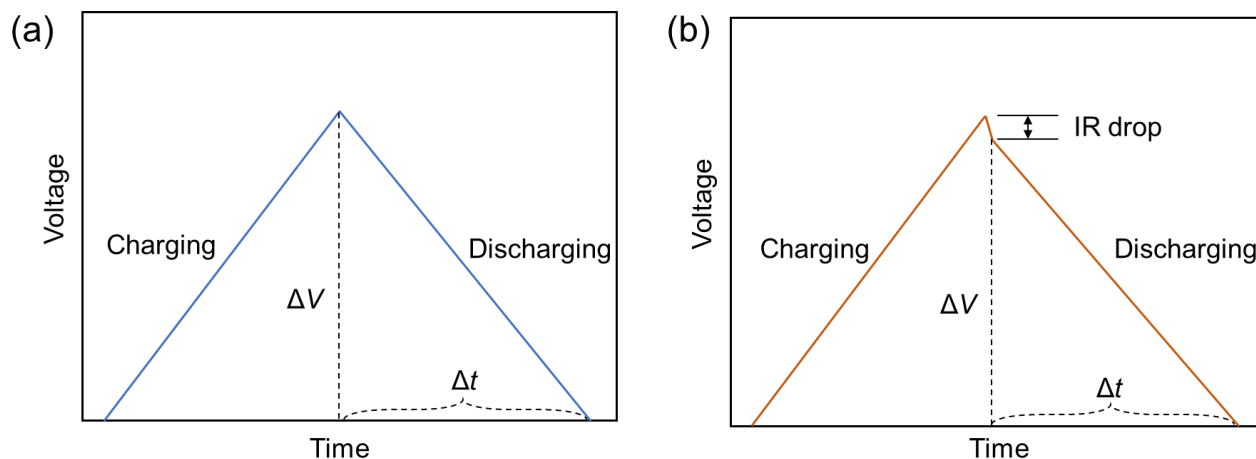 (a)
Voltage
Charging
Discharging
ΔV
Δt
Time
(b)
IR drop
Voltage
Charging
Discharging
ΔV
Δt
Time